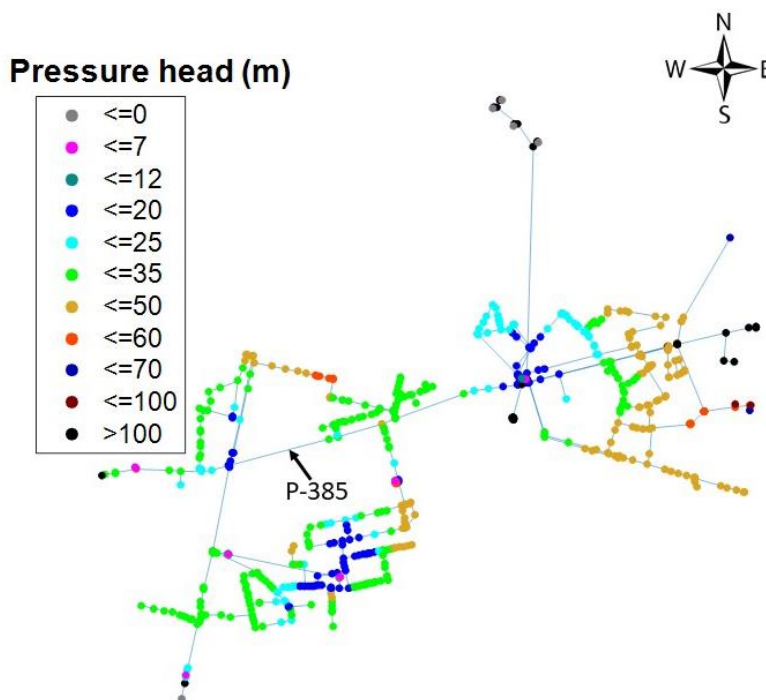 N
W E
S
Pressure head (m)
<=0
<=7
<=12
<=20
<=25
<=35
<=50
<=60
<=70
<=100
>100
P-385